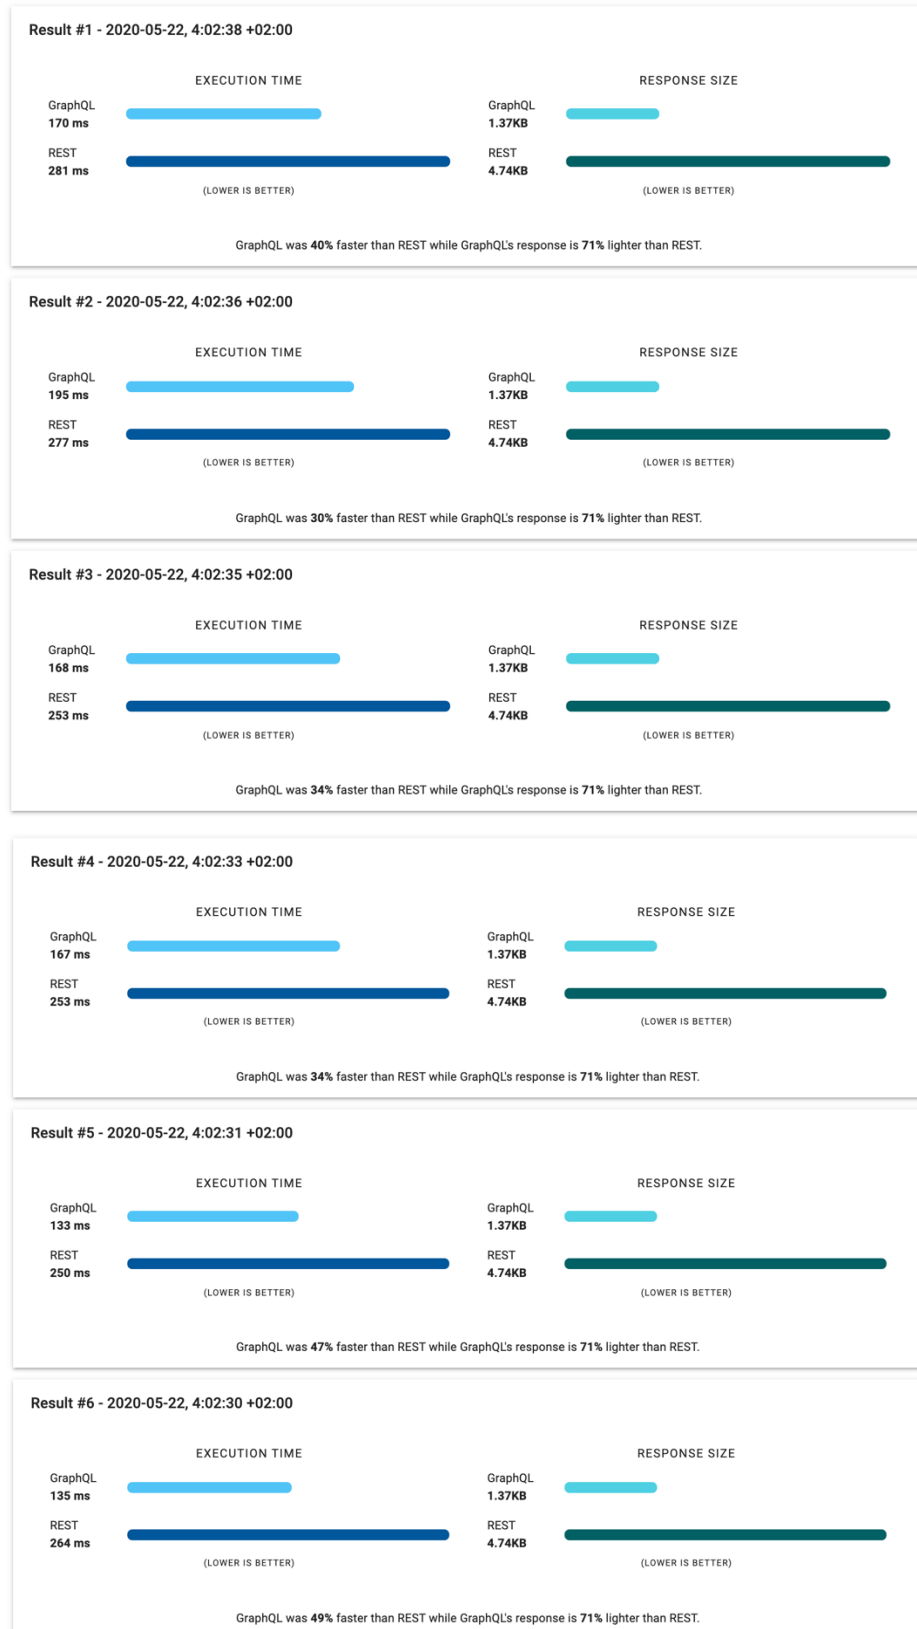 Result #1 - 2020-05-22, 4:02:38 +02:00
EXECUTION TIME
GraphQL
170 ms
REST
281 ms
(LOWER IS BETTER)
RESPONSE SIZE
GraphQL
1.37KB
REST
4.74KB
(LOWER IS BETTER)
GraphQL was 40% faster than REST while GraphQL's response is 71% lighter than REST.
Result #2 - 2020-05-22, 4:02:36 +02:00
EXECUTION TIME
GraphQL
195 ms
REST
277 ms
(LOWER IS BETTER)
RESPONSE SIZE
GraphQL
1.37KB
REST
4.74KB
(LOWER IS BETTER)
GraphQL was 30% faster than REST while GraphQL's response is 71% lighter than REST.
Result #3 - 2020-05-22, 4:02:35 +02:00
EXECUTION TIME
GraphQL
168 ms
REST
253 ms
(LOWER IS BETTER)
RESPONSE SIZE
GraphQL
1.37KB
REST
4.74KB
(LOWER IS BETTER)
GraphQL was 34% faster than REST while GraphQL's response is 71% lighter than REST.
Result #4 - 2020-05-22, 4:02:33 +02:00
EXECUTION TIME
GraphQL
167 ms
REST
253 ms
(LOWER IS BETTER)
RESPONSE SIZE
GraphQL
1.37KB
REST
4.74KB
(LOWER IS BETTER)
GraphQL was 34% faster than REST while GraphQL's response is 71% lighter than REST.
Result #5 - 2020-05-22, 4:02:31 +02:00
EXECUTION TIME
GraphQL
133 ms
REST
250 ms
(LOWER IS BETTER)
RESPONSE SIZE
GraphQL
1.37KB
REST
4.74KB
(LOWER IS BETTER)
GraphQL was 47% faster than REST while GraphQL's response is 71% lighter than REST.
Result #6 - 2020-05-22, 4:02:30 +02:00
EXECUTION TIME
GraphQL
135 ms
REST
264 ms
(LOWER IS BETTER)
RESPONSE SIZE
GraphQL
1.37KB
REST
4.74KB
(LOWER IS BETTER)
GraphQL was 49% faster than REST while GraphQL's response is 71% lighter than REST.